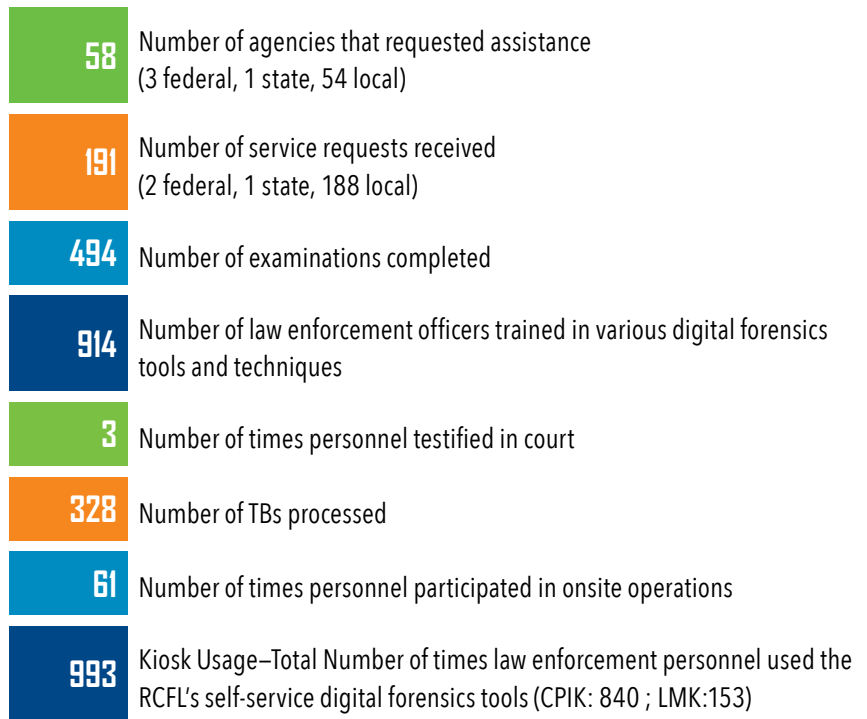 58
Number of agencies that requested assistance
(3 federal, 1 state, 54 local)
191
Number of service requests received
(2 federal, 1 state, 188 local)
494
Number of examinations completed
914
Number of law enforcement officers trained in various digital forensics
tools and techniques
3
Number of times personnel testified in court
328
Number of TBs processed
61
Number of times personnel participated in onsite operations
993
Kiosk Usage—Total Number of times law enforcement personnel used the
RCFL's self-service digital forensics tools (CPIK: 840 ; LMK:153)